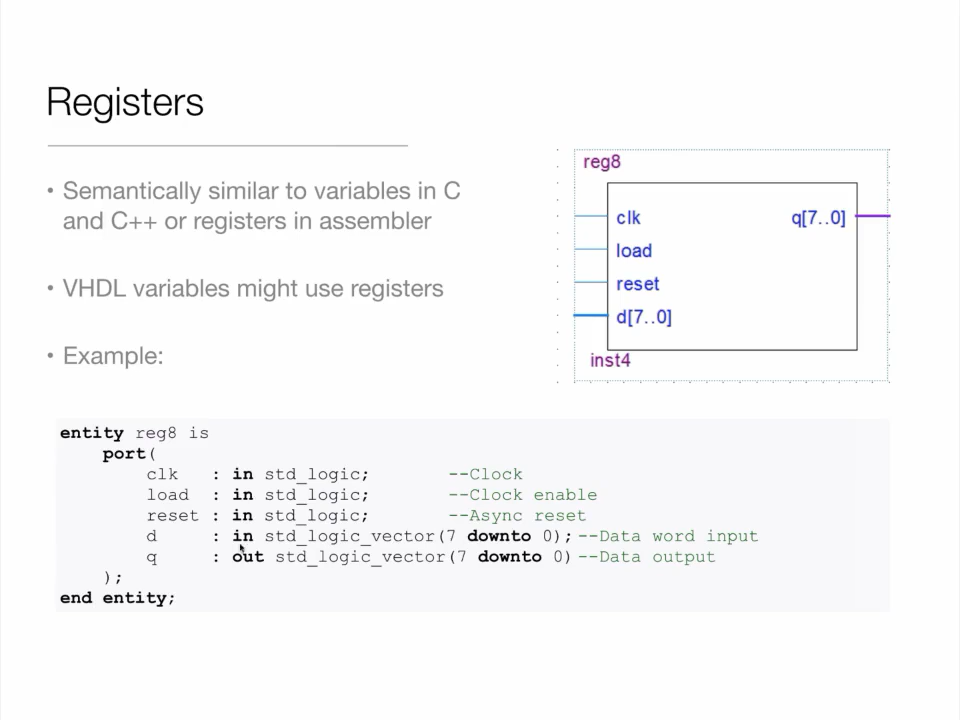 Registers
• Semantically similar to variables in C
and C++ or registers in assembler
• VHDL variables might use registers
• Example:
reg8
clk q[7..0]
load
reset
d[7..0]
inst4
entity reg8 is
    port(
        clk   : in std_logic;       --Clock
        load  : in std_logic;       --Clock enable
        reset : in std_logic;       --Async reset
        d     : in std_logic_vector(7 downto 0); --Data word input
        q     : out std_logic_vector(7 downto 0) --Data output
    );
end entity;